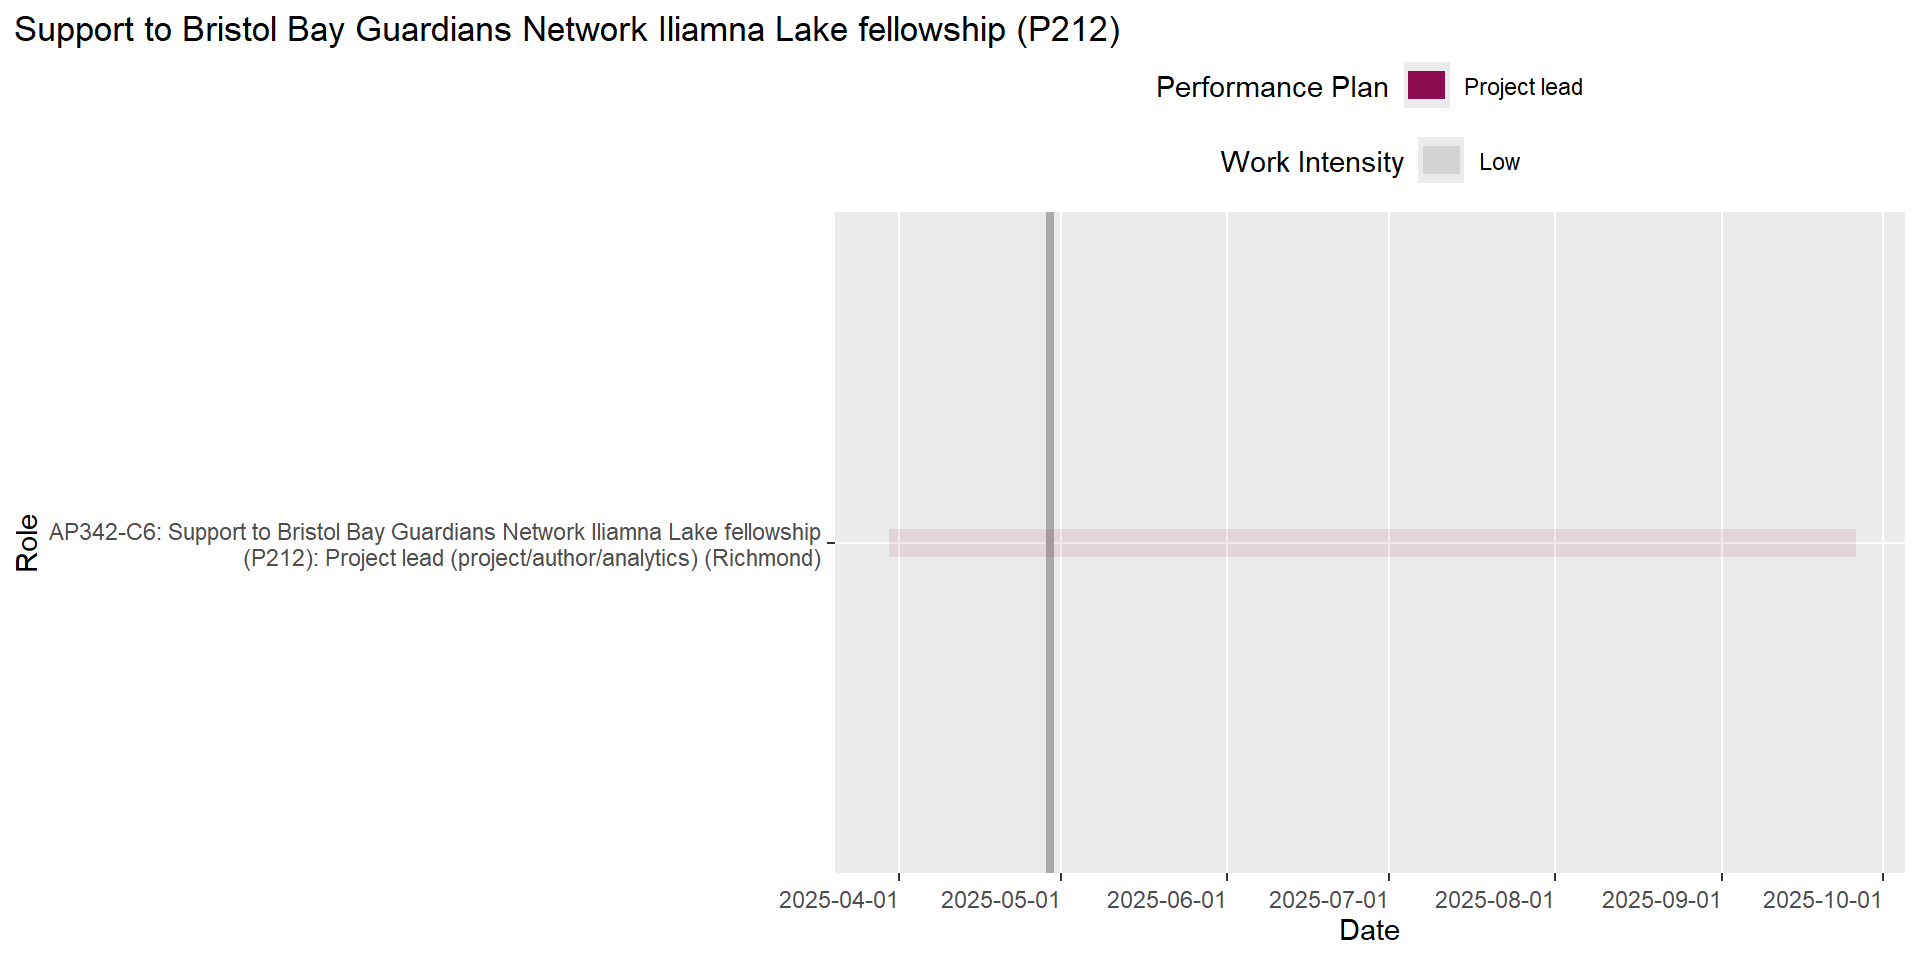 Support to Bristol Bay Guardians Network Iliamna Lake fellowship (P212)
Performance Plan
Project lead
Work Intensity
Low
Role
AP342-C6: Support to Bristol Bay Guardians Network Iliamna Lake fellowship
(P212): Project lead (project/author/analytics) (Richmond)
2025-04-01
2025-05-01
2025-06-01
2025-07-01
2025-08-01
2025-09-01
2025-10-01
Date